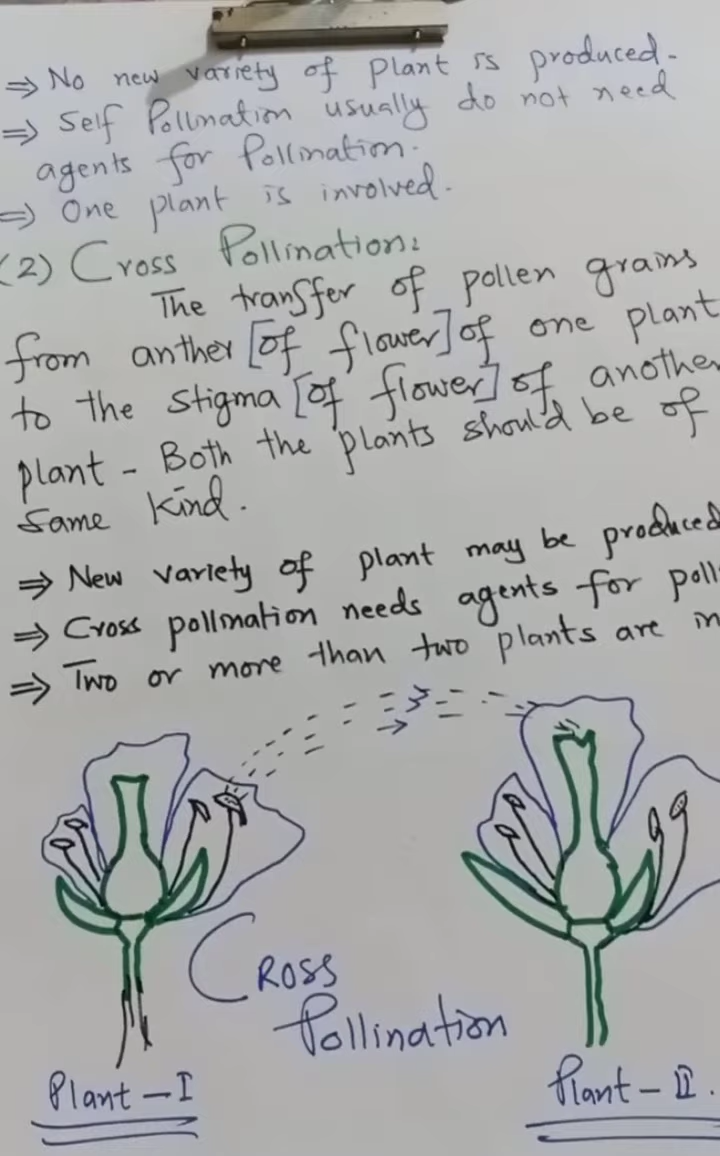 ⇒ No new variety of plant is produced.
⇒ Self Pollination usually do not need
agents for Pollination.
⇒ One plant is involved.
(2) Cross Pollination:
The transfer of pollen grains
from anther [of flower] of one plant
to the stigma [of flower] of another
plant - Both the plants should be of
same kind.
⇒ New variety of plant may be produced
⇒ Cross pollination needs agents for poll
⇒ Two or more than two plants are in
Cross
Pollination
Plant - I
Plant - II.